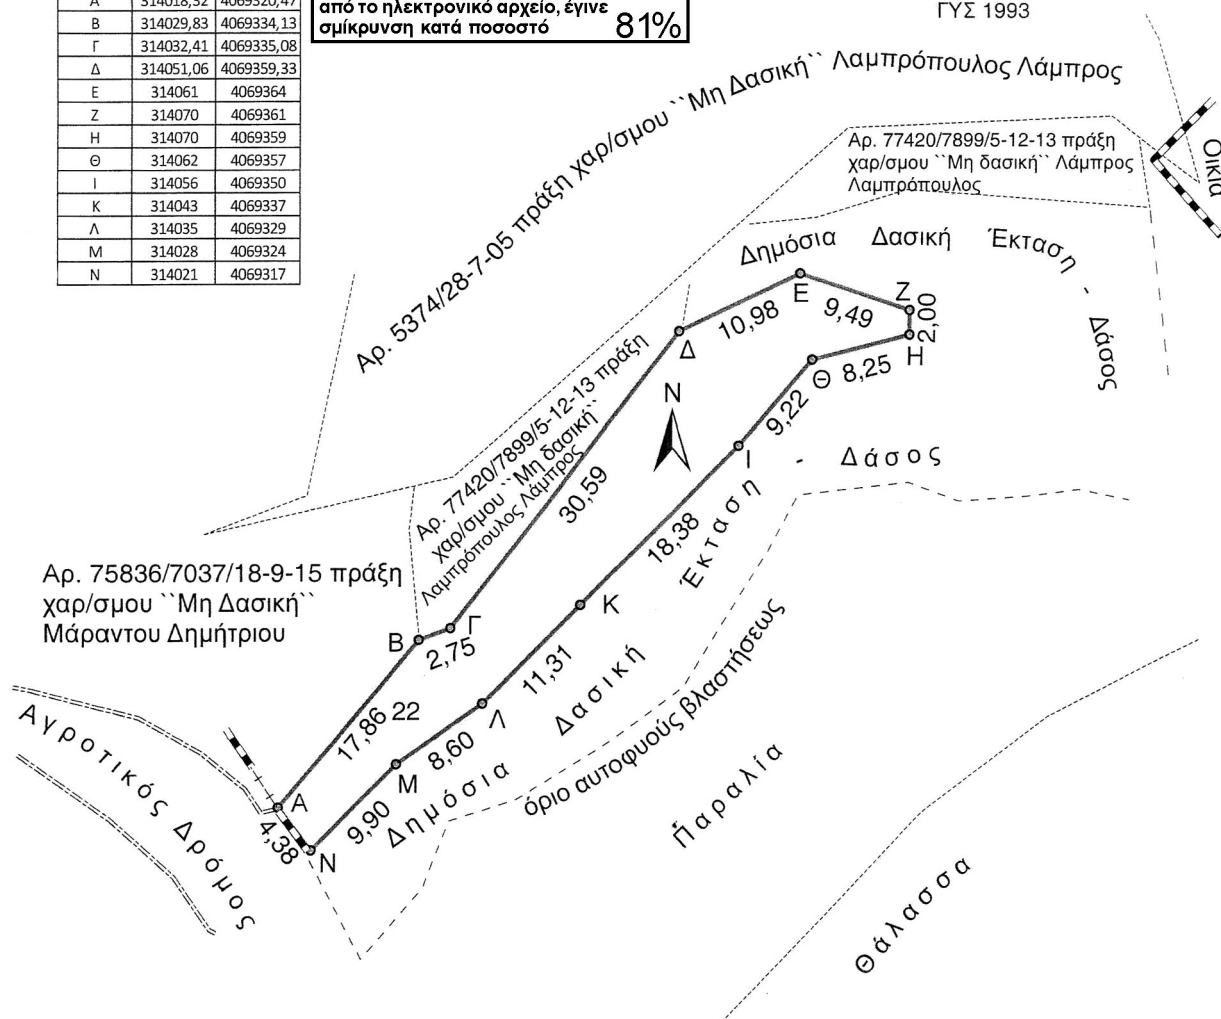 Α 314018,32 4069320,47
Β 314029,83 4069334,13
Γ 314032,41 4069335,08
Δ 314051,06 4069359,33
Ε 314061 4069364
Ζ 314070 4069361
Η 314070 4069359
Θ 314062 4069357
Ι 314056 4069350
Κ 314043 4069337
Λ 314035 4069329
Μ 314028 4069324
Ν 314021 4069317
από το ηλεκτρονικό αρχείο, έγινε
σμίκρυνση κατά ποσοστό 81%
ΓΥΣ 1993
Αρ. 5374/28-7-05 πράξη χαρ/σμου ``Μη Δασική`` Λαμπρόπουλος Λάμπρος
Αρ. 77420/7899/5-12-13 πράξη
χαρ/σμου ``Μη δασική`` Λάμπρος
Λαμπρόπουλος
Οικία
Δημόσια Δασική Έκταση - Δάσος
Ε
Ζ
10,98
9,49
2,00
Δ
Η
Θ
8,25
Ν
9,22
Αρ. 77420/7899/5-12-13 πράξη
χαρ/σμου ``Μη δασική``
Λαμπρόπουλος Λάμπρος
30,59
Ι
18,38
Δημόσια Δασική Έκταση - Δάσος
Αρ. 75836/7037/18-9-15 πράξη
χαρ/σμου ``Μη Δασική``
Μάραντου Δημήτριου
Β
Γ
2,75
Κ
11,31
Λ
17,86
22
8,60
Μ
όριο αυτοφυούς βλαστήσεως
Αγροτικός Δρόμος
Α
4,38
Ν
9,90
Παραλία
Θάλασσα